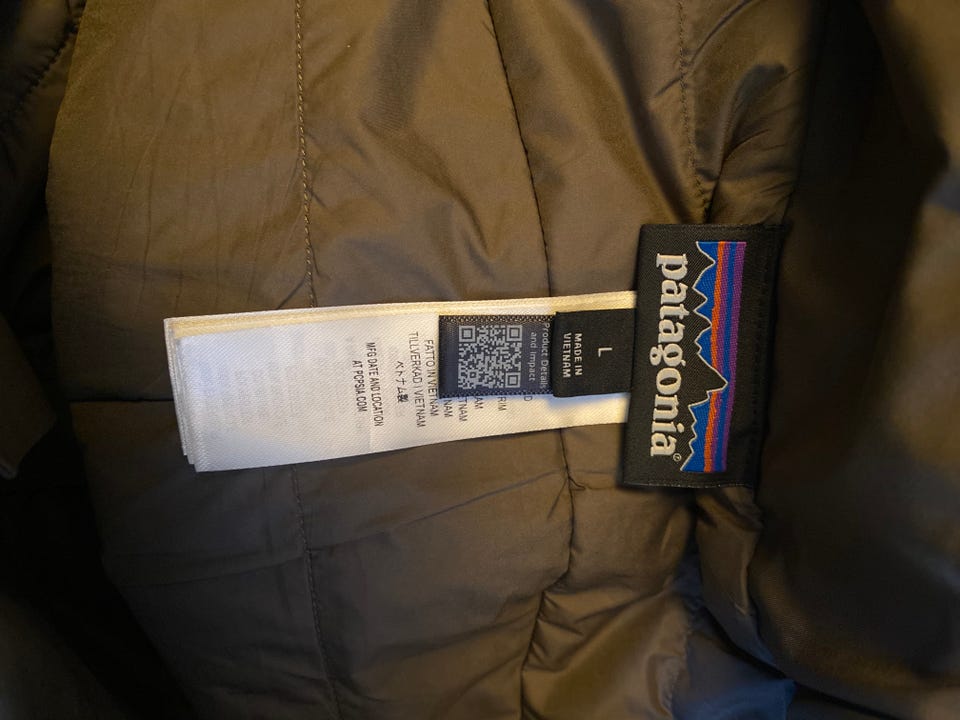 patagonia®
L
MADE IN
VIETNAM
Product Details
and Impact
FATTO IN VIETNAM
TILLVERKAD I VIETNAM
ベトナム製
MFG DATE AND LOCATION
AT PCPSIA.COM